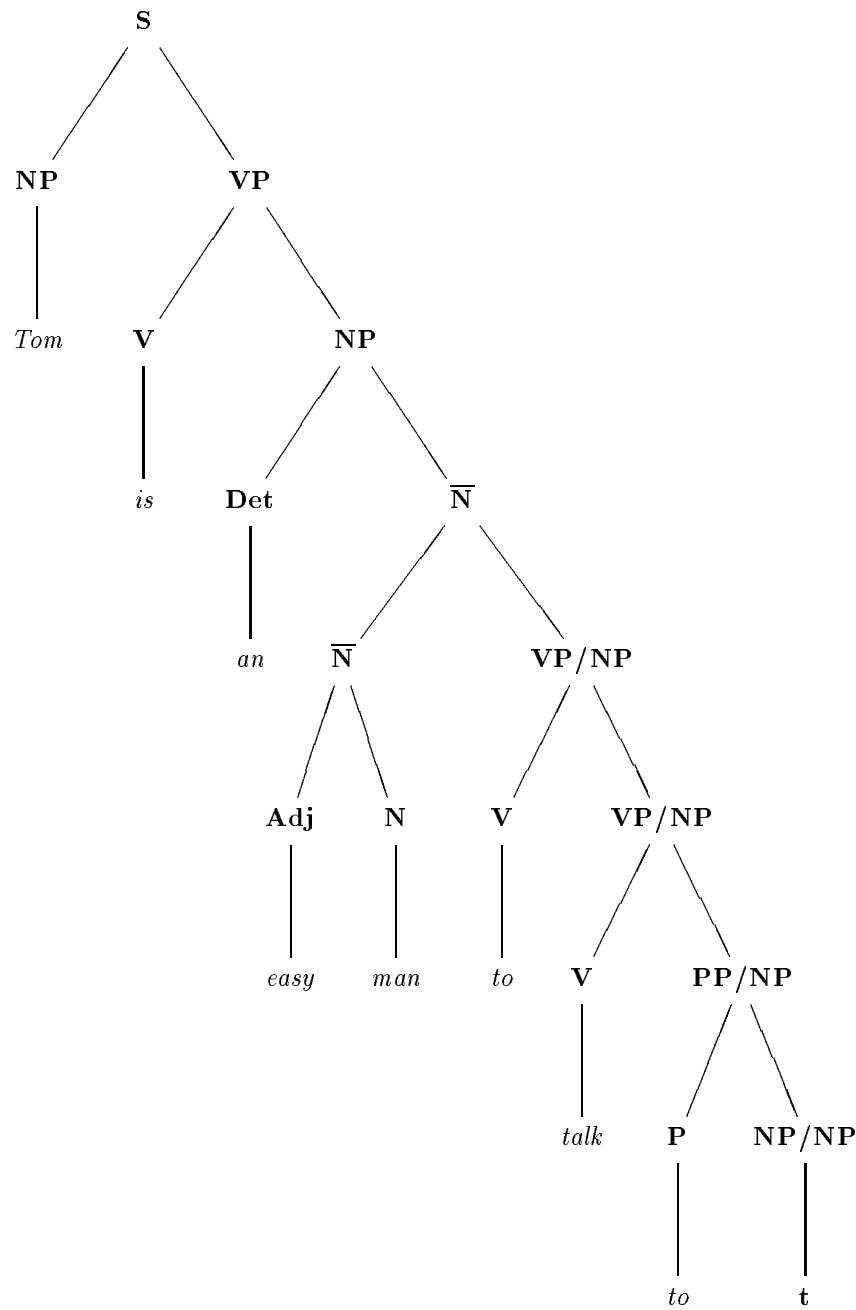 S
NP VP
Tom V NP
is Det N̅
an N̅ VP/NP
Adj N V VP/NP
easy man to V PP/NP
talk P NP/NP
to t